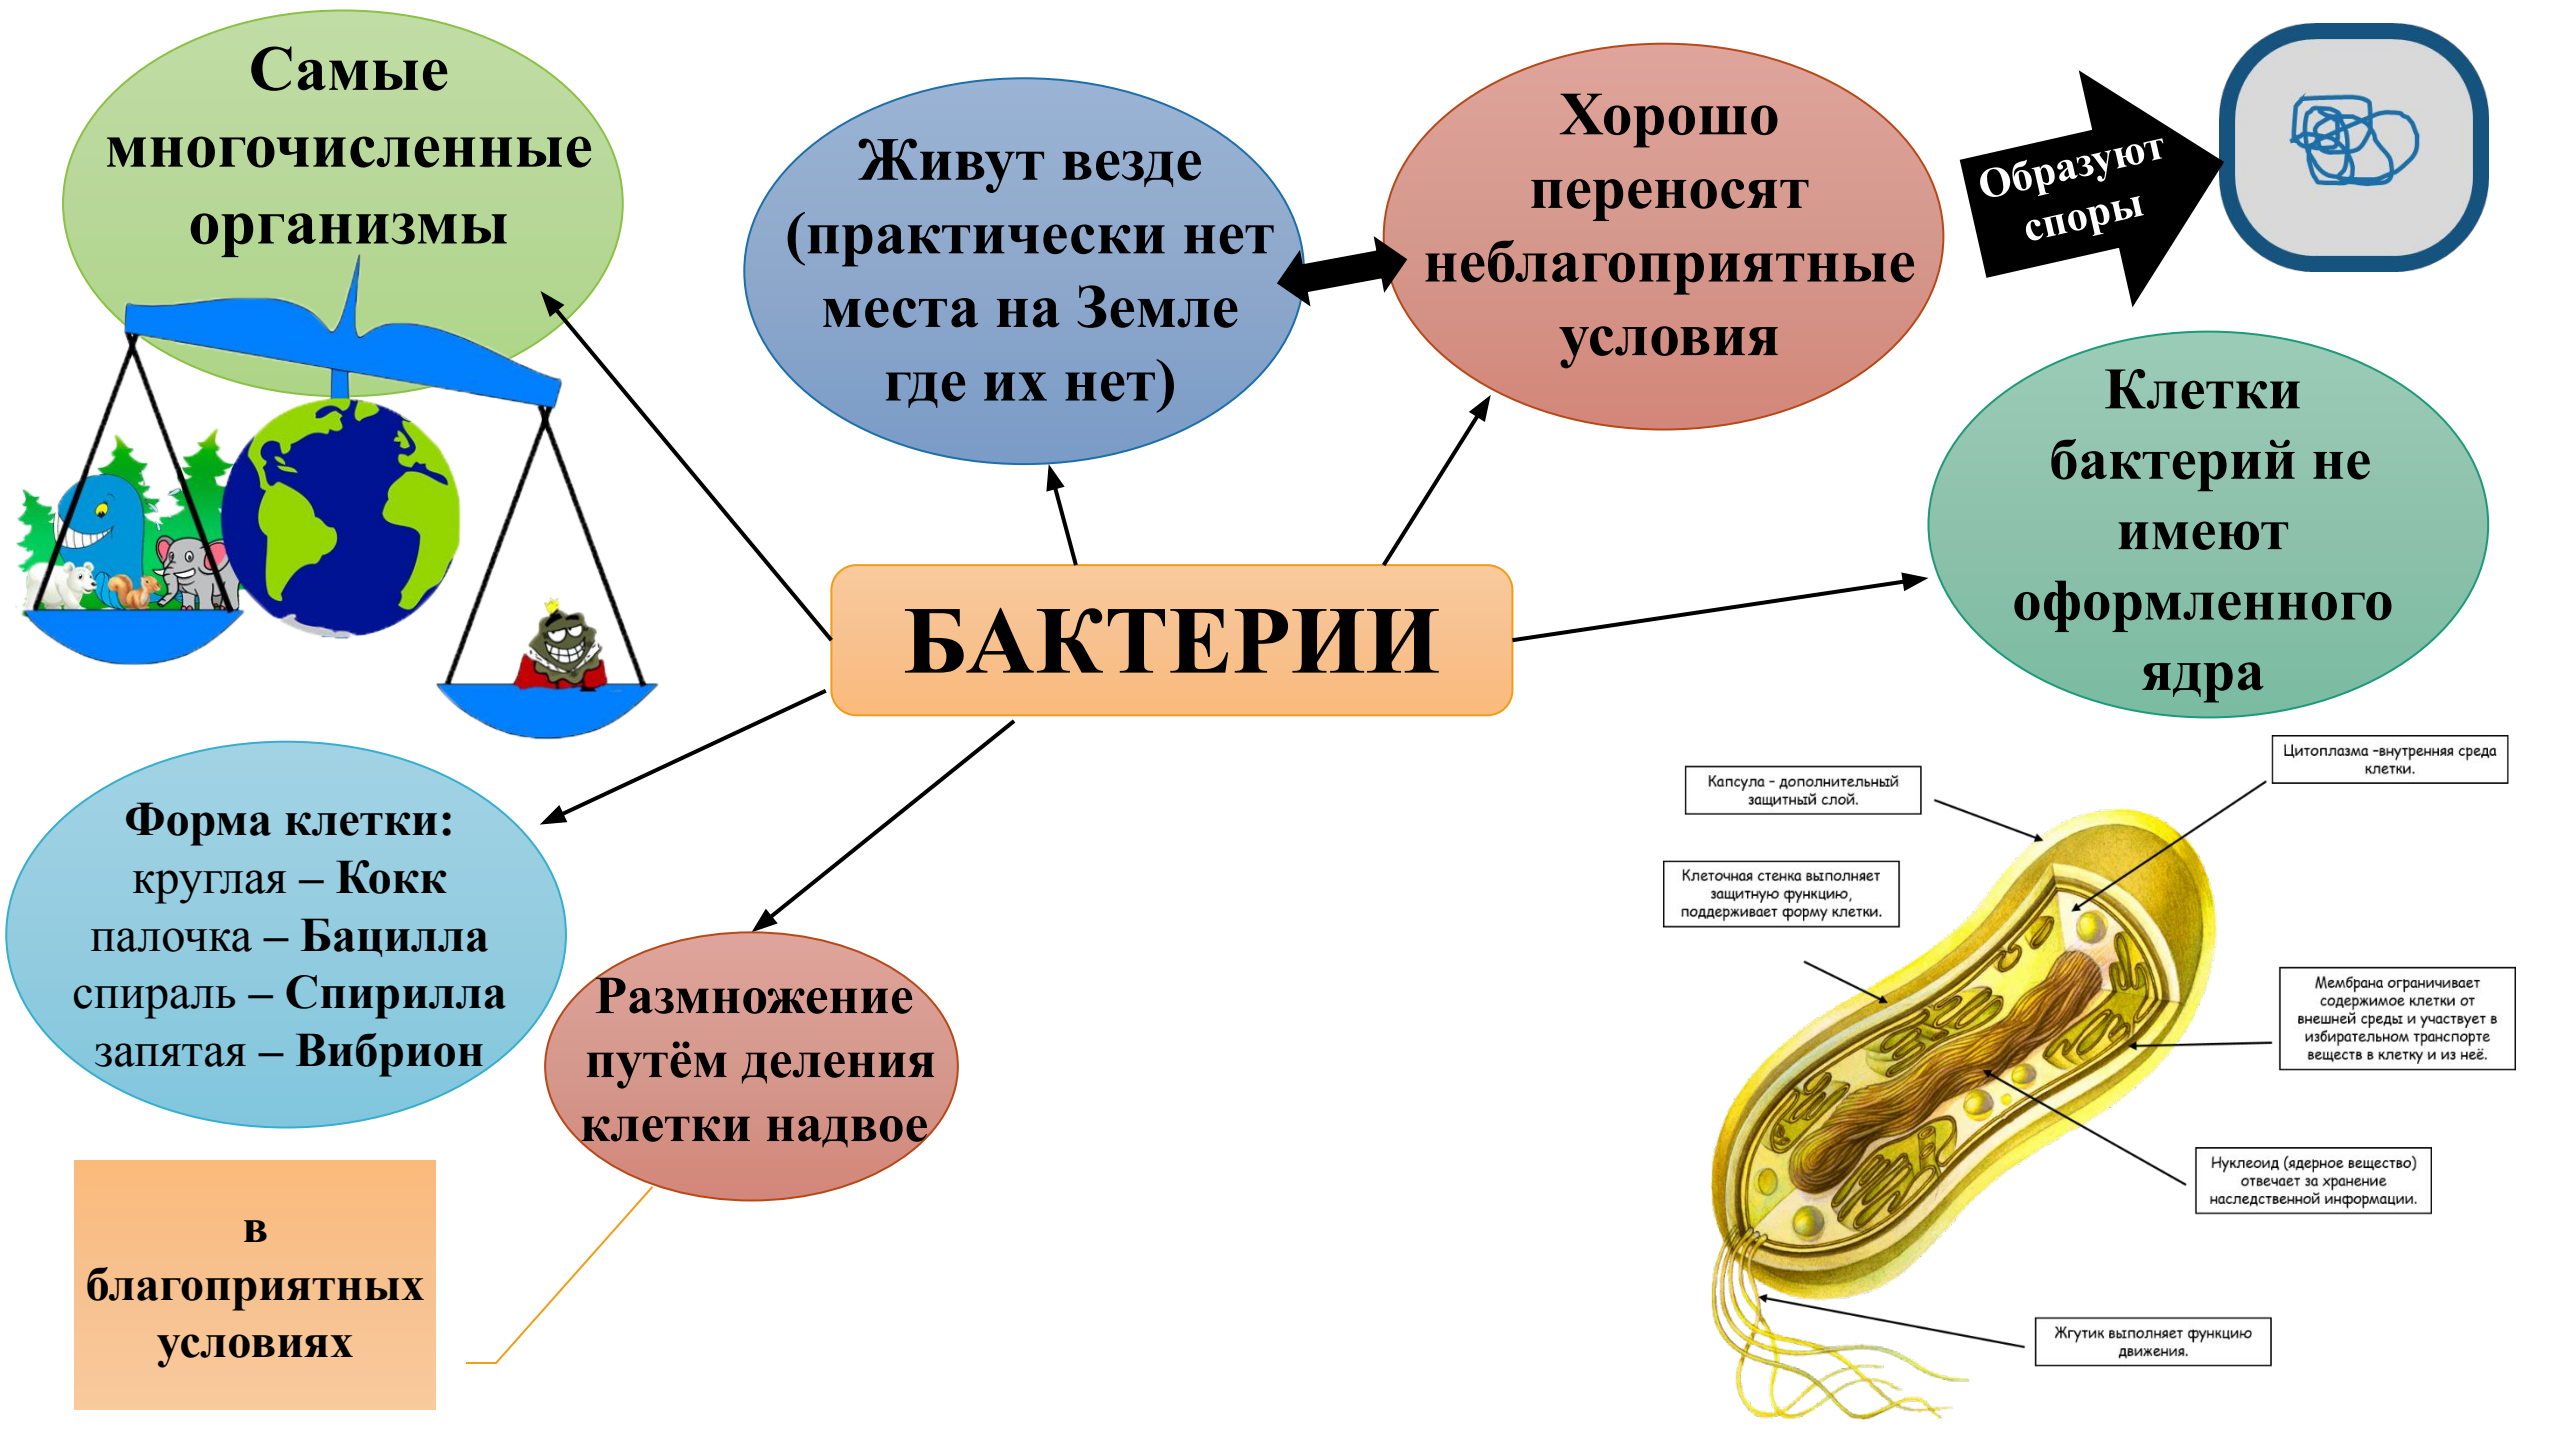 Самые
многочисленные
организмы
Живут везде
(практически нет
места на Земле
где их нет)
Хорошо
переносят
неблагоприятные
условия
Образуют
споры
Клетки
бактерий не
имеют
оформленного
ядра
БАКТЕРИИ
Форма клетки:
круглая – Кокк
палочка – Бацилла
спираль – Спирилла
запятая – Вибрион
Размножение
путём деления
клетки надвое
в
благоприятных
условиях
Цитоплазма –внутренняя среда
клетки.
Капсула – дополнительный
защитный слой.
Клеточная стенка выполняет
защитную функцию,
поддерживает форму клетки.
Мембрана ограничивает
содержимое клетки от
внешней среды и участвует в
избирательном транспорте
веществ в клетку и из неё.
Нуклеоид (ядерное вещество)
отвечает за хранение
наследственной информации.
Жгутик выполняет функцию
движения.